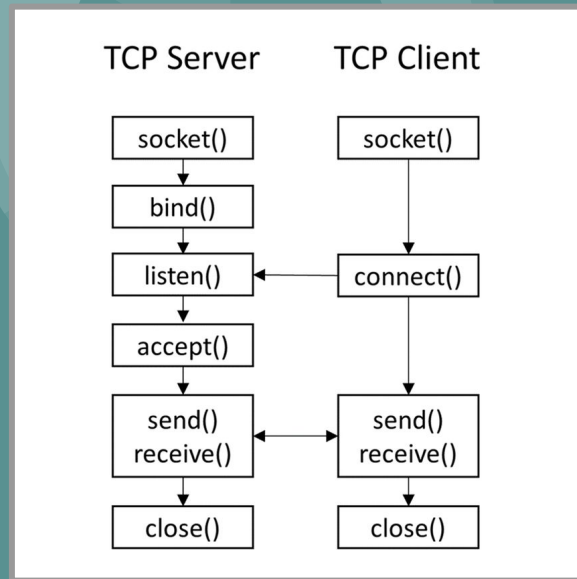 TCP Server
TCP Client
socket()
bind()
listen()
accept()
send()
receive()
close()
socket()
connect()
send()
receive()
close()